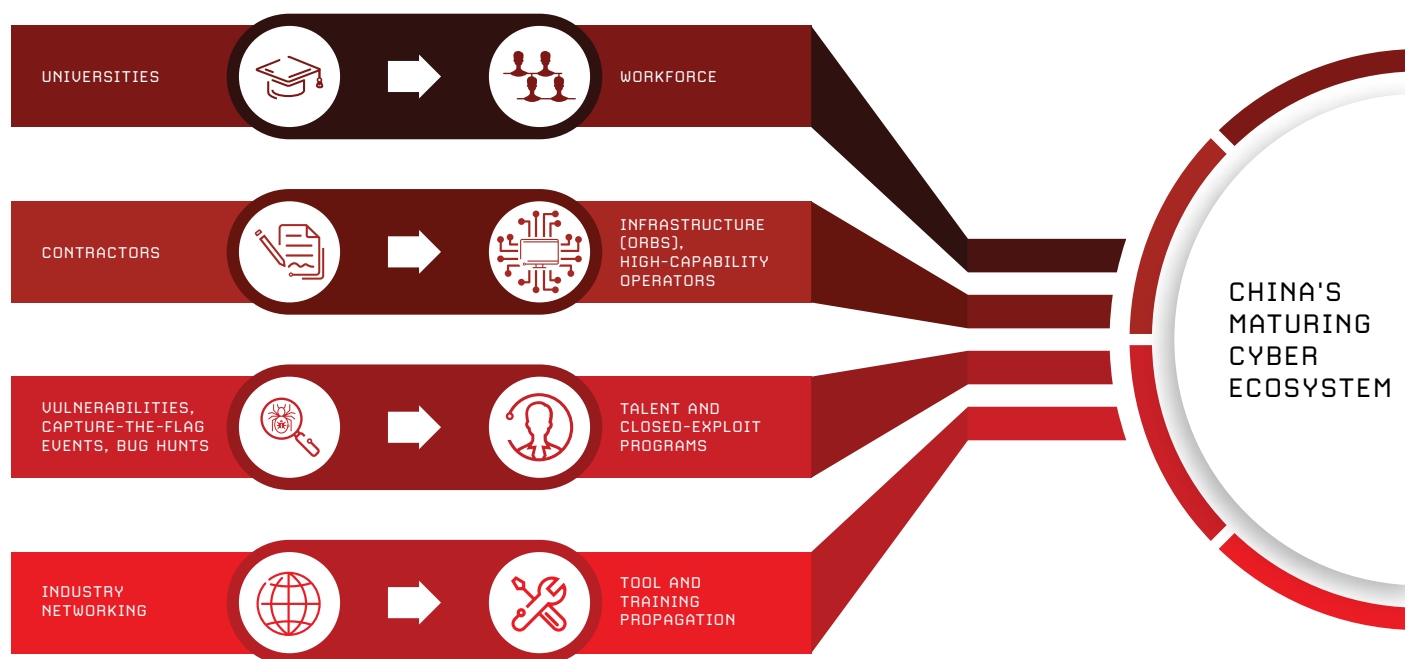 UNIVERSITIES
WORKFORCE
CONTRACTORS
INFRASTRUCTURE
(ORBS),
HIGH-CAPABILITY
OPERATORS
VULNERABILITIES,
CAPTURE-THE-FLAG
EVENTS, BUG HUNTS
TALENT AND
CLOSED-EXPLOIT
PROGRAMS
INDUSTRY
NETWORKING
TOOL AND
TRAINING
PROPAGATION
CHINA'S
MATURING
CYBER
ECOSYSTEM